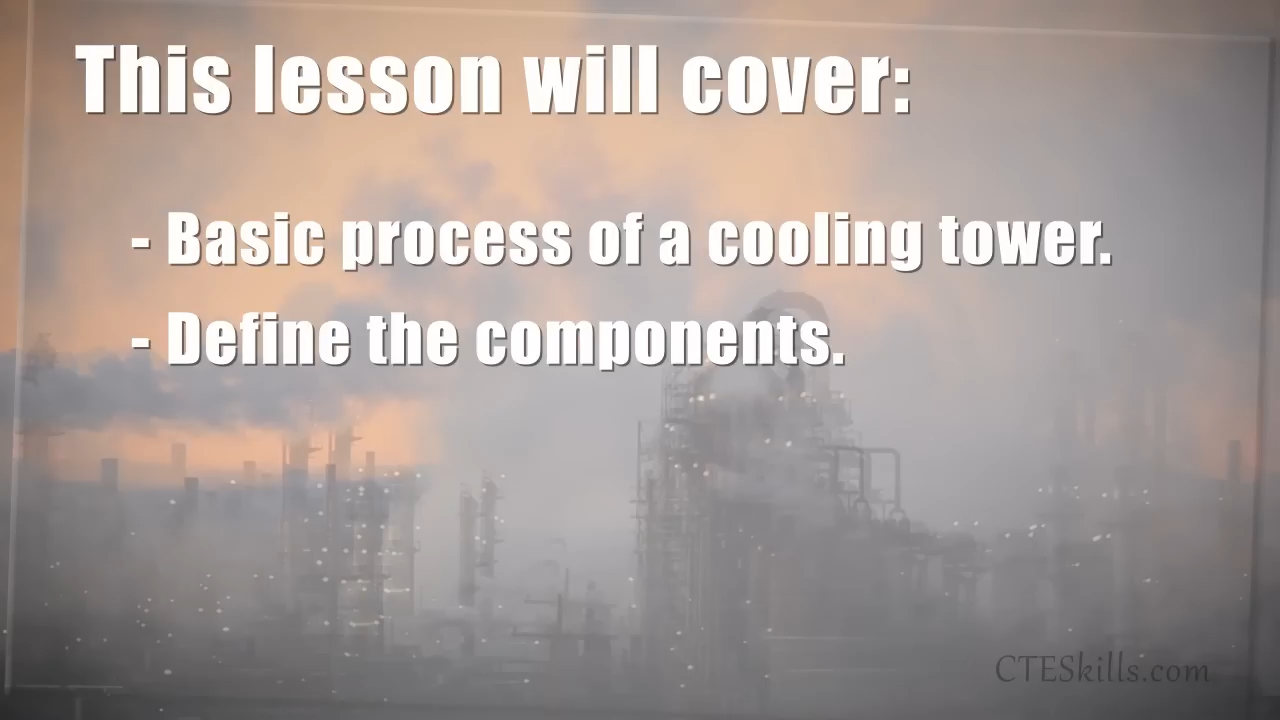 This lesson will cover:
- Basic process of a cooling tower.
- Define the components.
CTESkills.com